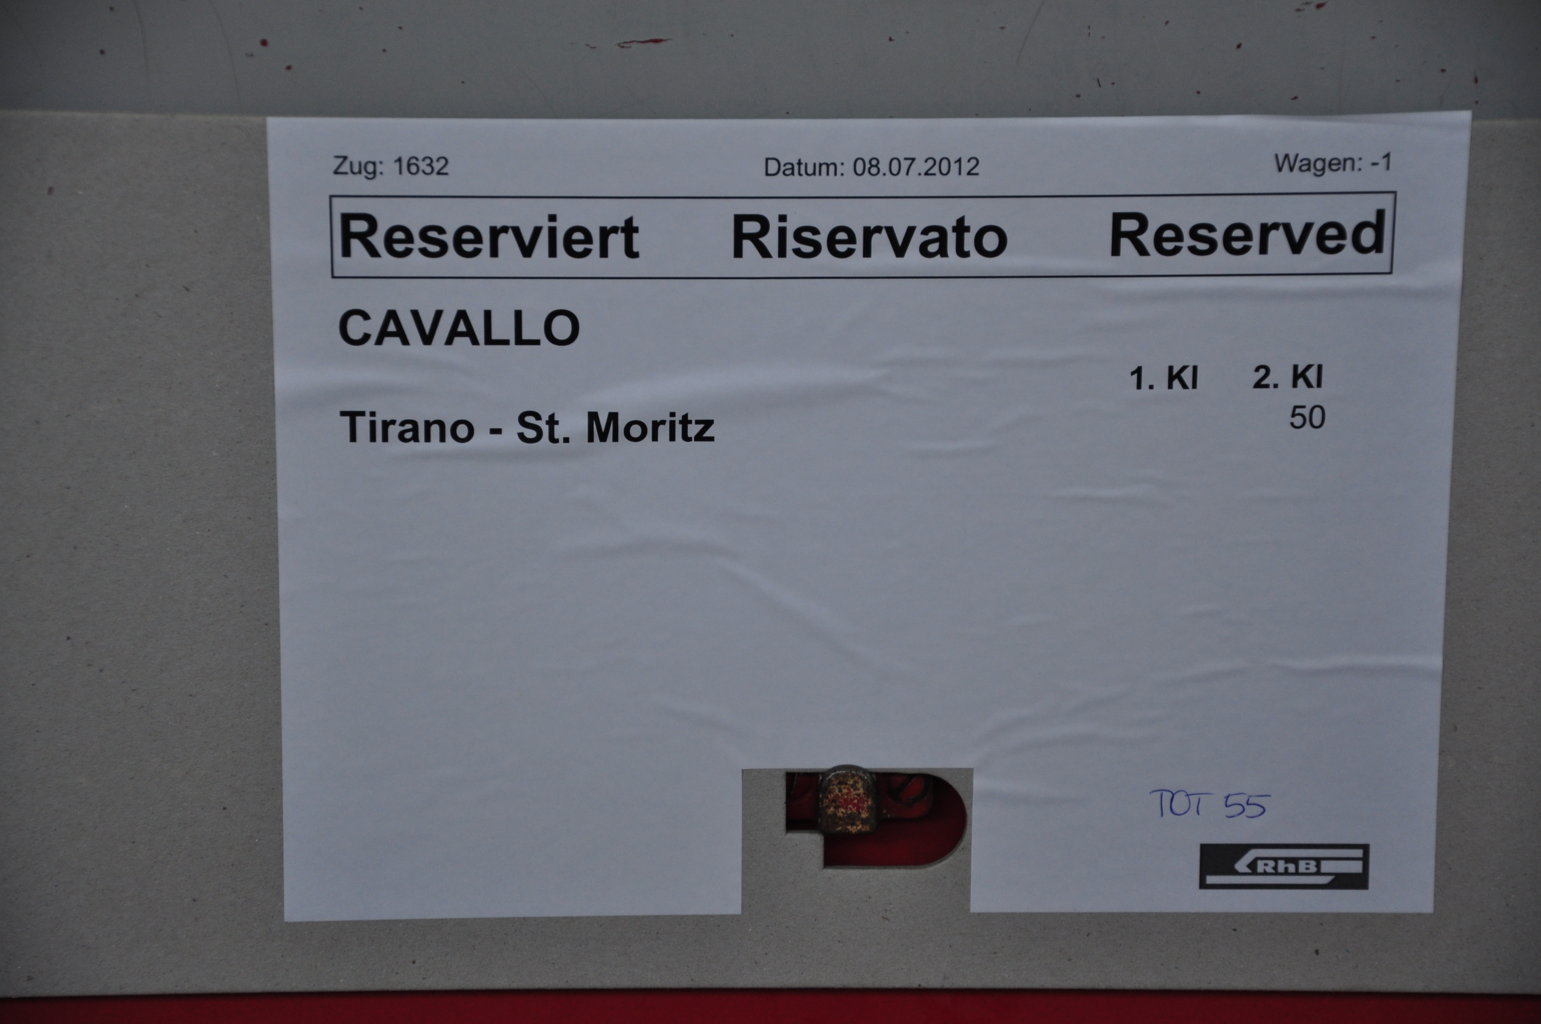 Zug: 1632 Datum: 08.07.2012 Wagen: -1
Reserviert Riservato Reserved
CAVALLO
1. Kl 2. Kl
Tirano - St. Moritz 50
TOT 55
RhB